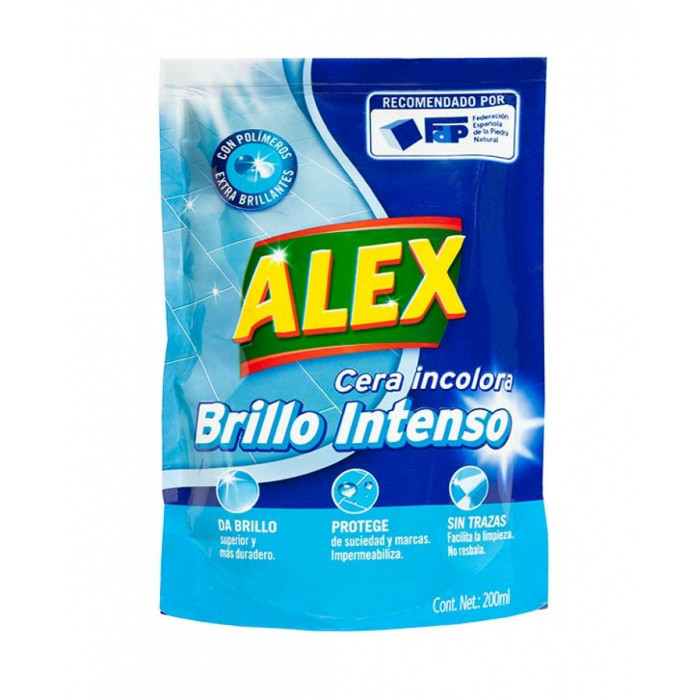 RECOMENDADO POR
FdP
Federación
Española
de la Piedra
Natural
CON POLÍMEROS
EXTRA BRILLANTES
ALEX
Cera incolora
Brillo Intenso
DA BRILLO
superior y
más duradero.
PROTEGE
de suciedad y marcas.
Impermeabiliza.
SIN TRAZAS
Facilita la limpieza.
No resbala.
Cont. Net.: 200ml